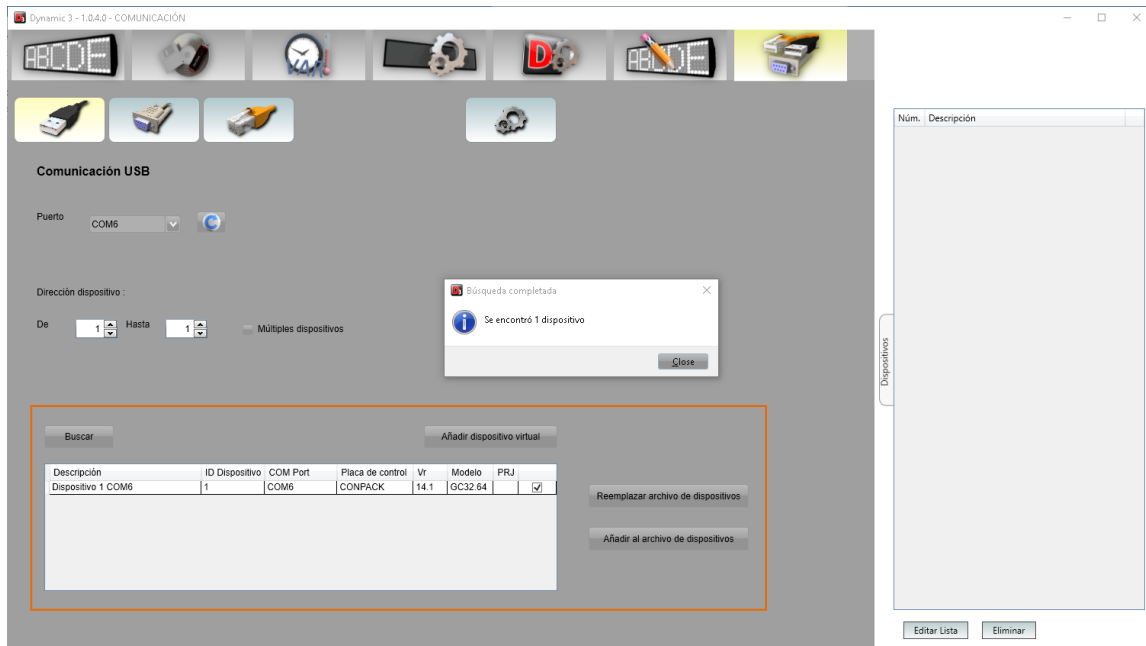 Dynamic 3 - 1.0.4.0 - COMUNICACIÓN
ABCDE
VAR
D
ABCDE
Comunicación USB
Puerto
COM6
Dirección dispositivo :
De 1 Hasta 1 Múltiples dispositivos
Búsqueda completada
Se encontró 1 dispositivo
Close
Buscar
Añadir dispositivo virtual
Descripción ID Dispositivo COM Port Placa de control Vr Modelo PRJ
Dispositivo 1 COM6 1 COM6 CONPACK 14.1 GC32.64
Reemplazar archivo de dispositivos
Añadir al archivo de dispositivos
Dispositivos
Núm. Descripción
Editar Lista Eliminar